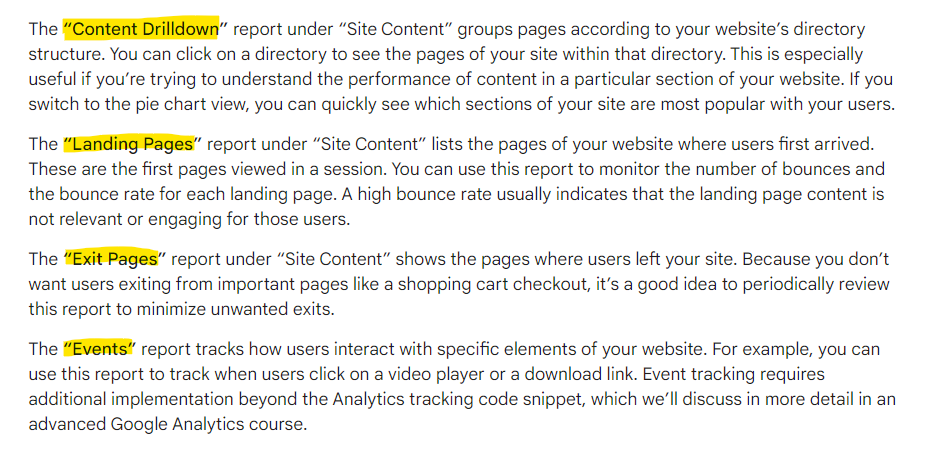 The “Content Drilldown” report under “Site Content” groups pages according to your website’s directory
structure. You can click on a directory to see the pages of your site within that directory. This is especially
useful if you’re trying to understand the performance of content in a particular section of your website. If you
switch to the pie chart view, you can quickly see which sections of your site are most popular with your users.
The “Landing Pages” report under “Site Content” lists the pages of your website where users first arrived.
These are the first pages viewed in a session. You can use this report to monitor the number of bounces and
the bounce rate for each landing page. A high bounce rate usually indicates that the landing page content is
not relevant or engaging for those users.
The “Exit Pages” report under “Site Content” shows the pages where users left your site. Because you don’t
want users exiting from important pages like a shopping cart checkout, it’s a good idea to periodically review
this report to minimize unwanted exits.
The “Events” report tracks how users interact with specific elements of your website. For example, you can
use this report to track when users click on a video player or a download link. Event tracking requires
additional implementation beyond the Analytics tracking code snippet, which we’ll discuss in more detail in an
advanced Google Analytics course.